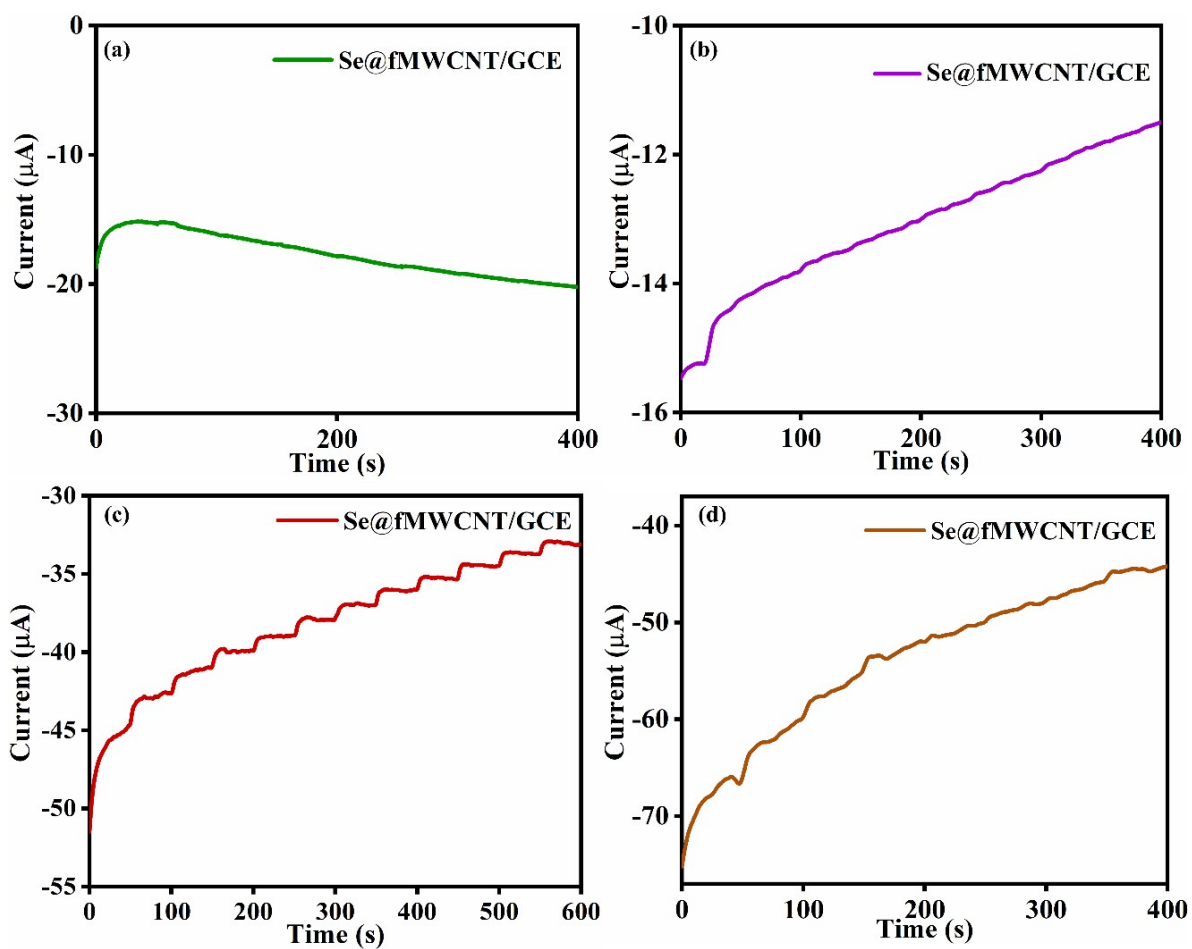 (a)
Se@fMWCNT/GCE
Current (μA)
0
-10
-20
-30
0 200 400
Time (s)
(b)
Se@fMWCNT/GCE
Current (μA)
-10
-12
-14
-16
0 100 200 300 400
Time (s)
(c)
Se@fMWCNT/GCE
Current (μA)
-30
-35
-40
-45
-50
-55
0 100 200 300 400 500 600
Time (s)
(d)
Se@fMWCNT/GCE
Current (μA)
-40
-50
-60
-70
0 100 200 300 400
Time (s)